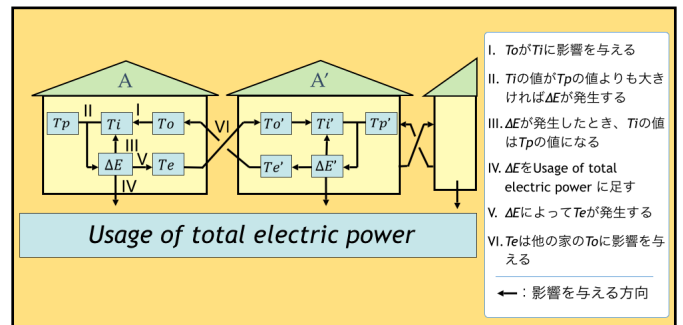 A
A′
II
I
VI
Tp
Ti
To
To′
Ti′
Tp′
III
ΔE
V
Te
Te′
ΔE′
IV
Usage of total electric power
I. ToがTiに影響を与える
II. Tiの値がTpの値よりも大き
ければΔEが発生する
III. ΔEが発生したとき、Tiの値
はTpの値になる
IV. ΔEをUsage of total
electric power に足す
V. ΔEによってTeが発生する
VI. Teは他の家のToに影響を与
える
：影響を与える方向